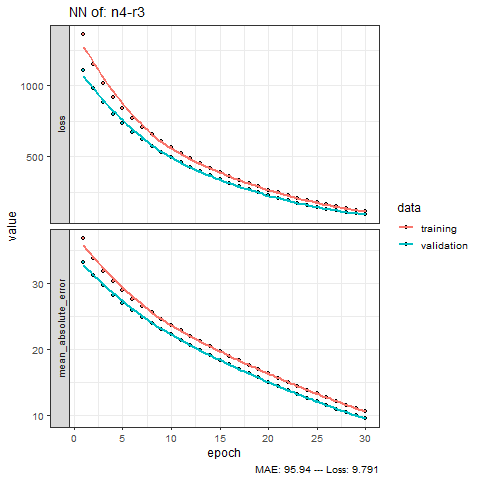 NN of: n4-r3
1000
500
loss
value
30
20
10
mean_absolute_error
0
5
10
15
20
25
30
epoch
data
training
validation
MAE: 95.94 --- Loss: 9.791